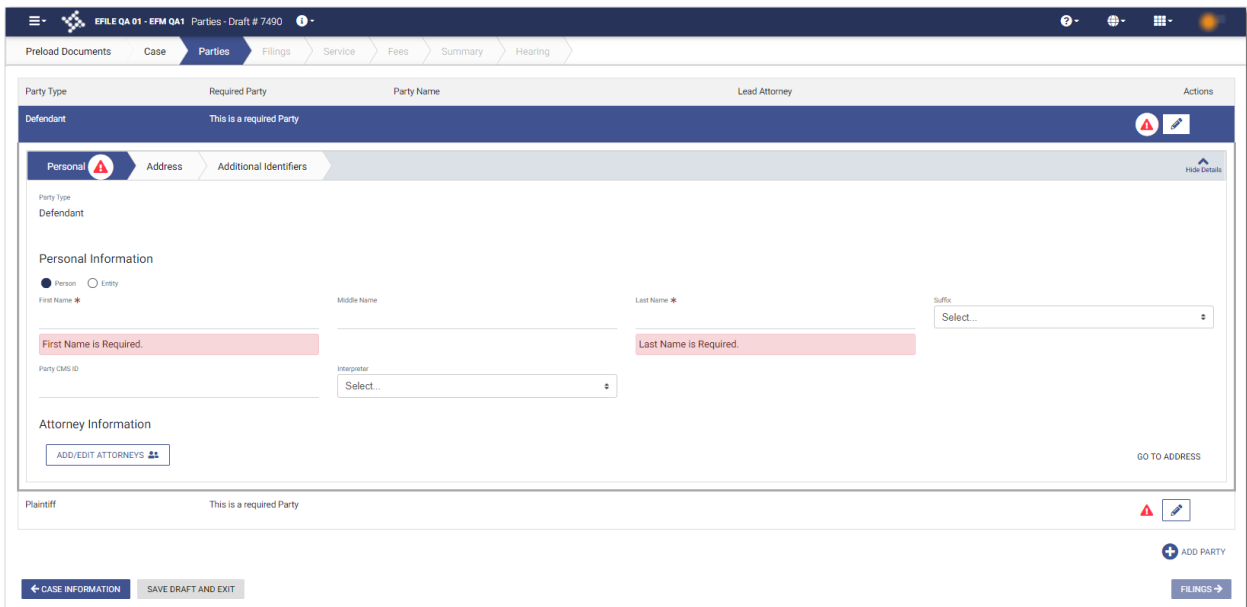 EFILE QA 01 - EFM QA1 Parties - Draft # 7490
Preload Documents Case Parties Filings Service Fees Summary Hearing
Party Type Required Party Party Name Lead Attorney Actions
Defendant This is a required Party
Personal Address Additional Identifiers Hide Details
Party Type
Defendant
Personal Information
Person Entity
First Name * Middle Name Last Name * Suffix
Select...
First Name is Required. Last Name is Required.
Party CMS ID Interpreter
Select...
Attorney Information
ADD/EDIT ATTORNEYS GO TO ADDRESS
Plaintiff This is a required Party
ADD PARTY
CASE INFORMATION SAVE DRAFT AND EXIT FILINGS